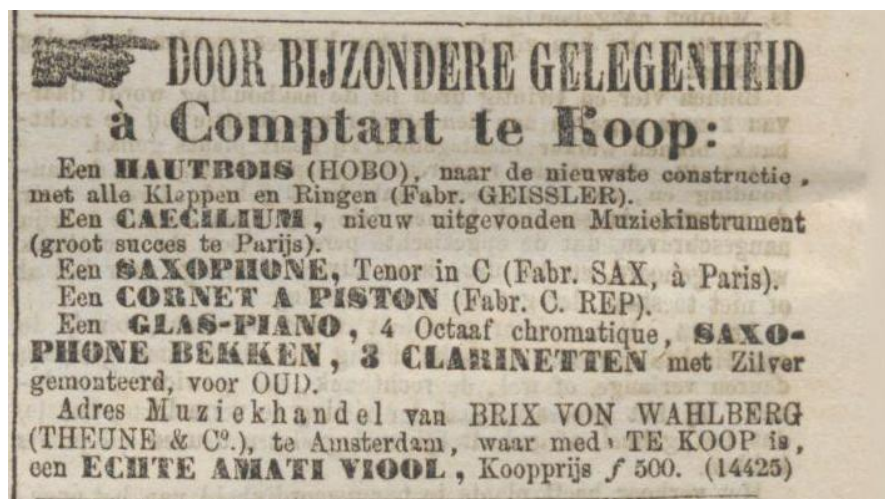 DOOR BIJZONDERE GELEGENHEID
à Comptant te Koop:
Een HAUTBOIS (HOBO), naar de nieuwste constructie,
met alle Kleppen en Ringen (Fabr. GEISSLER).
Een CAECILIUM, nieuw uitgevonden Muziekinstrument
(groot succes te Parijs).
Een SAXOPHONE, Tenor in C (Fabr. SAX, à Paris).
Een CORNET A PISTON (Fabr. C. REP).
Een GLAS-PIANO, 4 Octaaf chromatique, SAXO-
PHONE BEKKEN, 3 CLARINETTEN met Zilver
gemonteerd, voor OUD.
Adres Muziekhandel van BRIX VON WAHLBERG
(THEUNE & Cº.), te Amsterdam, waar mede TE KOOP is,
een ECHTE AMATI VIOOL, Koopprijs ƒ 500. (14425)